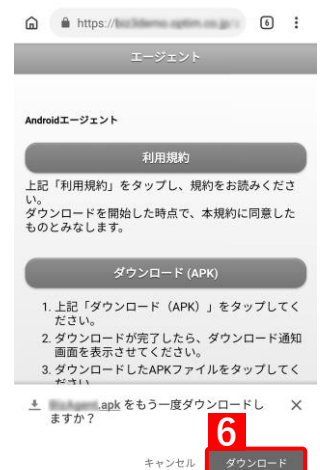 https://
6
エージェント
Androidエージェント
利用規約
上記「利用規約」をタップし、規約をお読みくださ
い。
ダウンロードを開始した時点で、本規約に同意した
ものとみなします。
ダウンロード (APK)
1. 上記「ダウンロード（APK）」をタップしてく
ださい。
2. ダウンロードが完了したら、ダウンロード通知
画面を表示させてください。
3. ダウンロードしたAPKファイルをタップしてく
ださい
.apk をもう一度ダウンロードし
ますか？
6
キャンセル ダウンロード